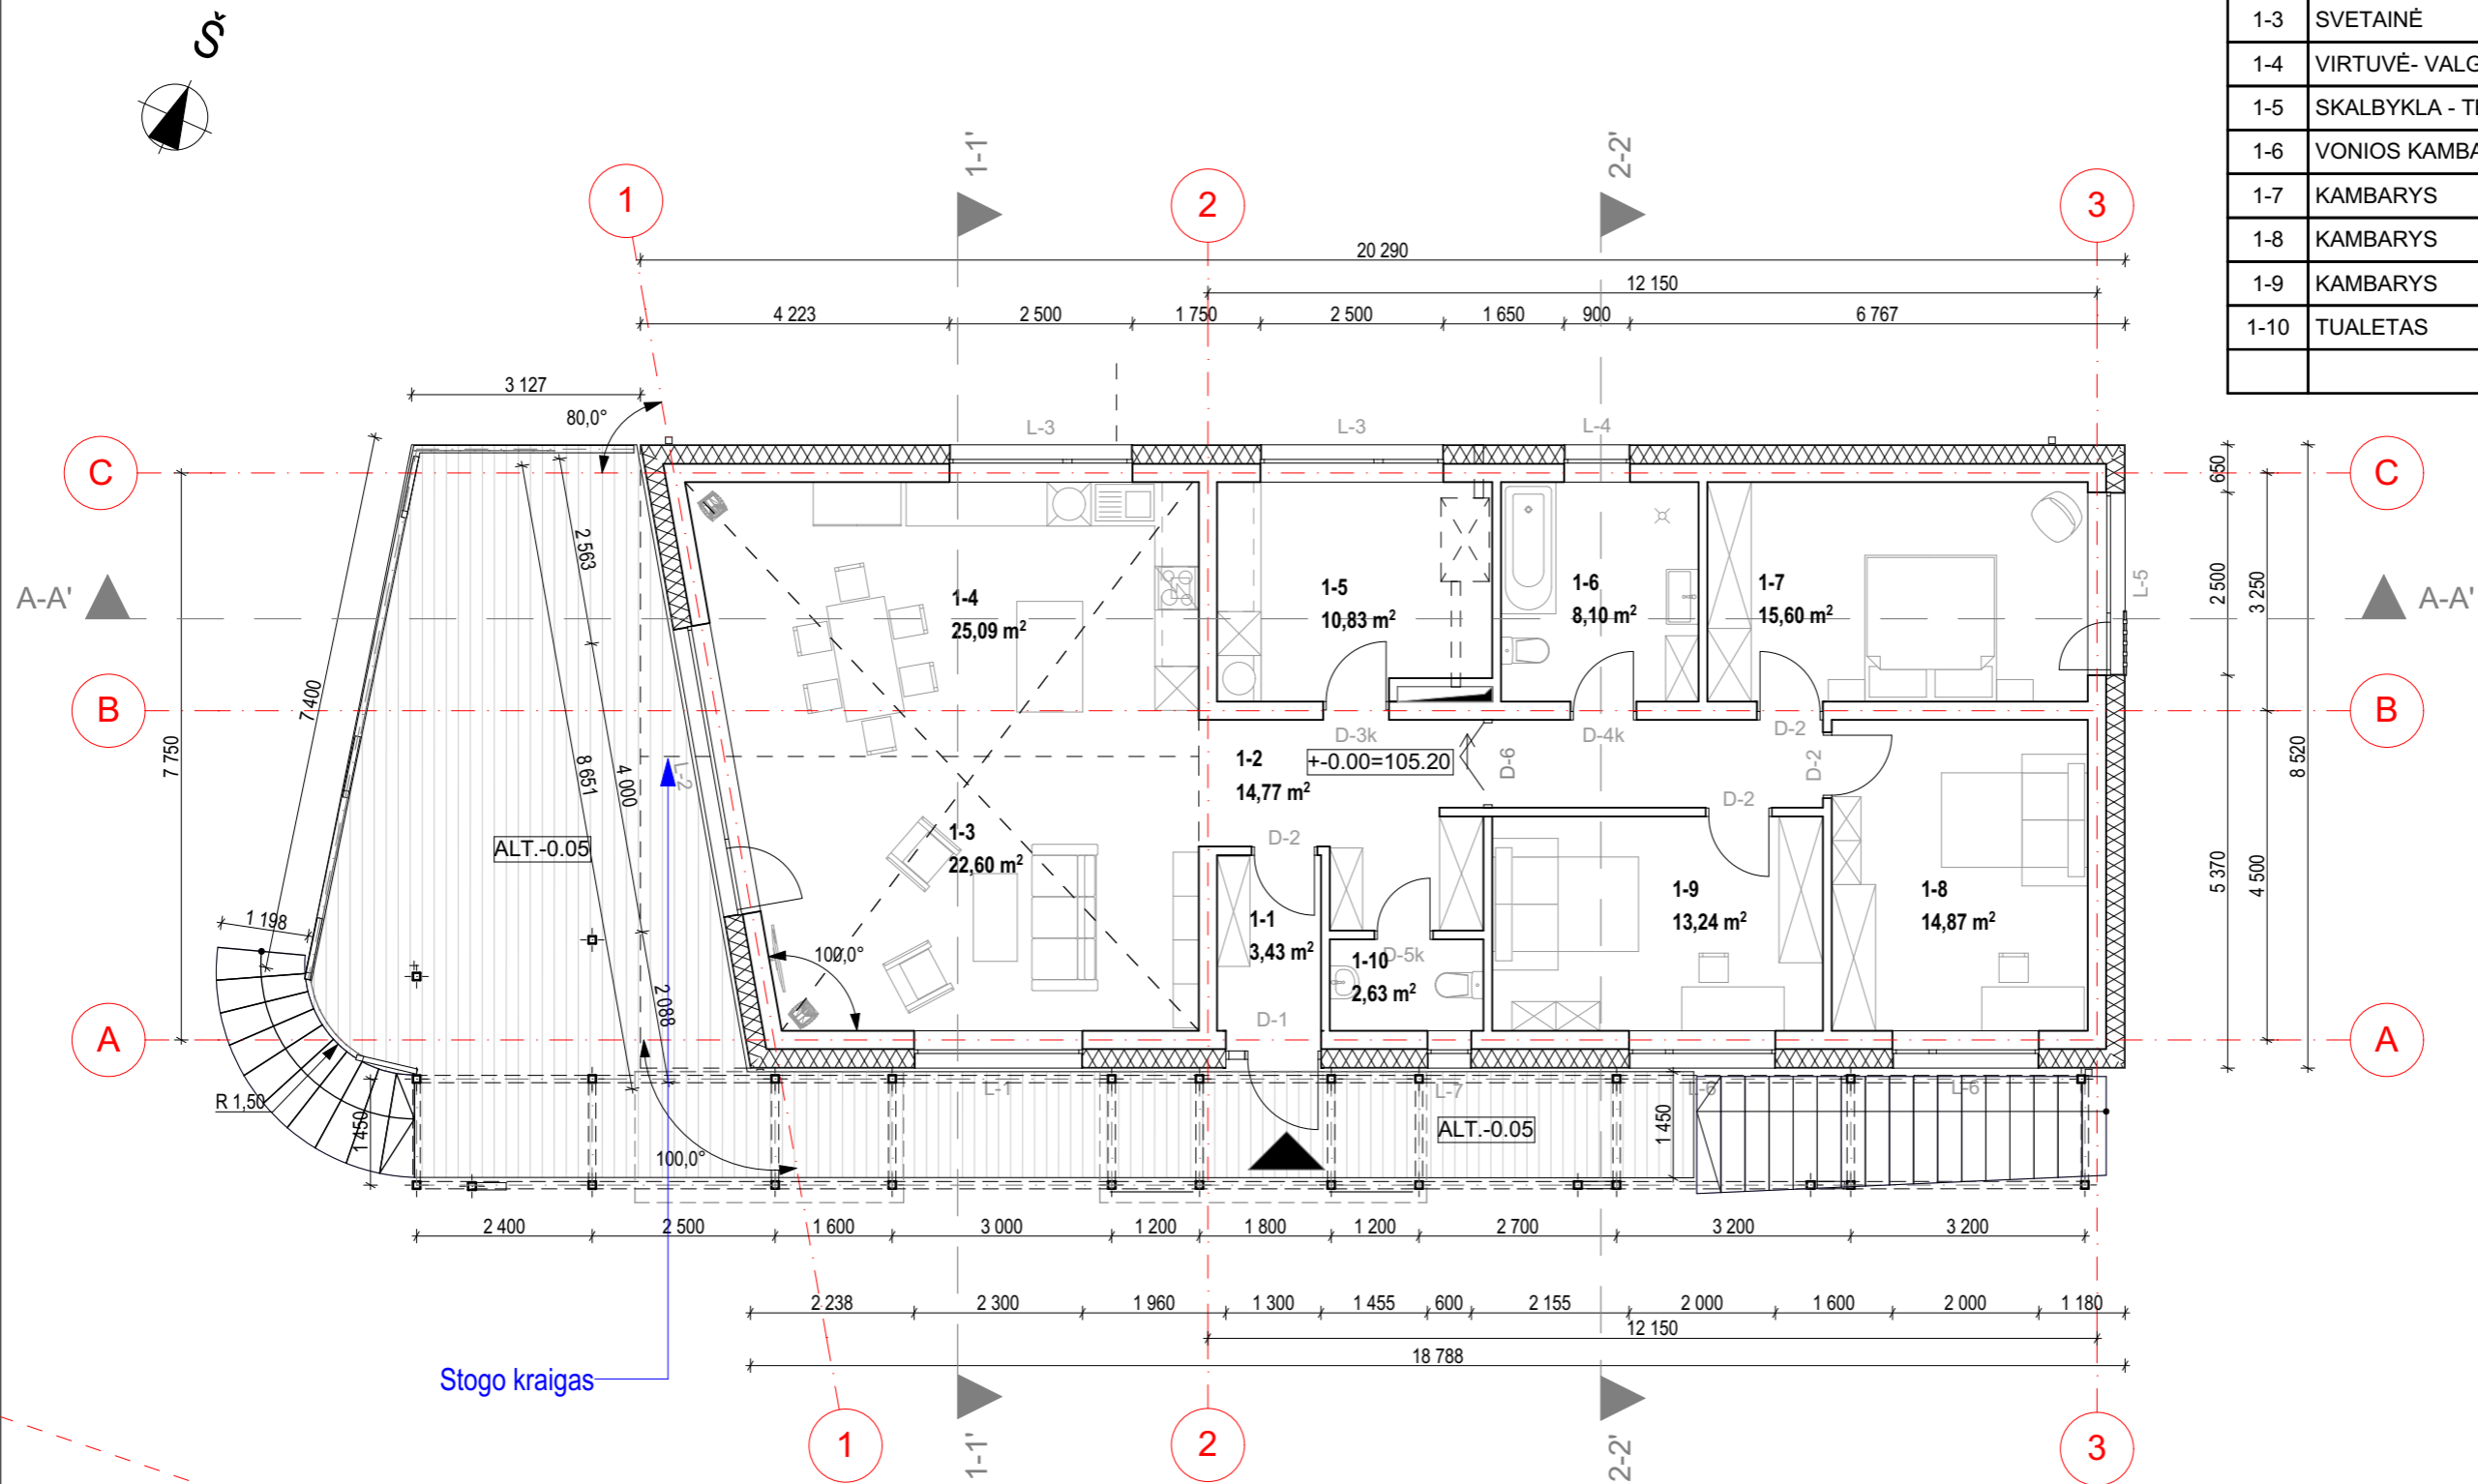 Š
1-3 SVETAINĖ
1-4 VIRTUVĖ- VALG
1-5 SKALBYKLA -
1-6 VONIOS
1-7 KAMBARYS
1-8 KAMBARYS
1-9 KAMBARYS
1-10 TUALETAS
1-1' 2-2'
1 2 3
20 290
12 150
4 223 2 500 1 750 2 500 1 650 900 6 767
3 127
80,0°
L-3 L-3 L-4
C C
650
2 563
A-A' A-A'
1-4
25,09 m²
1-5
10,83 m²
1-6
8,10 m²
1-7
15,60 m²
L-5
2 500
3 250
7 400
B B
7 750
8 520
D-3k D-4k D-2
1-2
14,77 m²
+-0.00=105.20
D-6
D-2
D-2
L-2
8 651
4 000
ALT.-0.05
1-3
22,60 m²
D-2
5 370
4 500
1 198
1-1
3,43 m²
1-9
13,24 m²
1-8
14,87 m²
100,0°
D-5k
1-10
2,63 m²
2 088
D-1
A A
R 1,50
1 450
L-1 L-7 L-6 L-6
ALT.-0.05
1 450
100,0°
2 400 2 500 1 600 3 000 1 200 1 800 1 200 2 700 3 200 3 200
2 238 2 300 1 960 1 300 1 455 600 2 155 2 000 1 600 2 000 1 180
12 150
18 788
Stogo kraigas
1 2 3
1-1' 2-2'